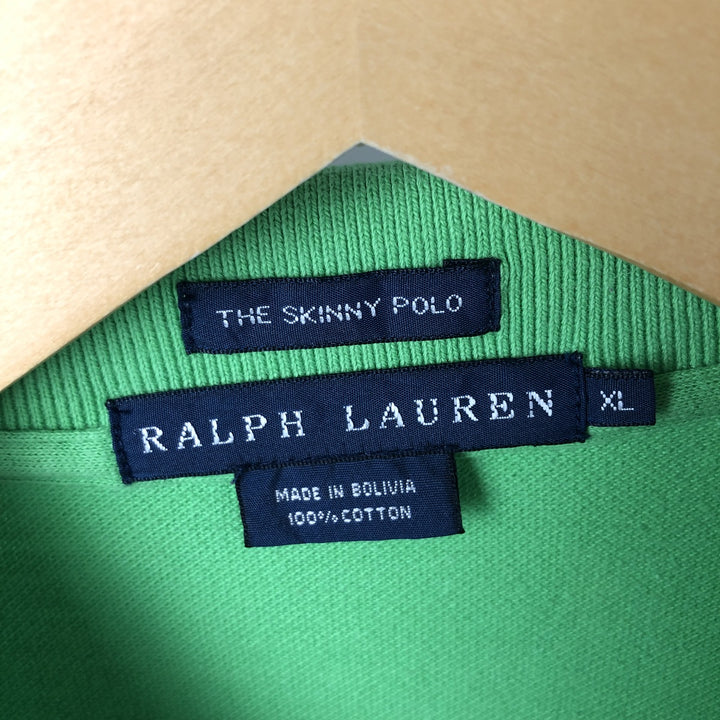 THE SKINNY POLO
RALPH LAUREN
XL
MADE IN BOLIVIA
100% COTTON